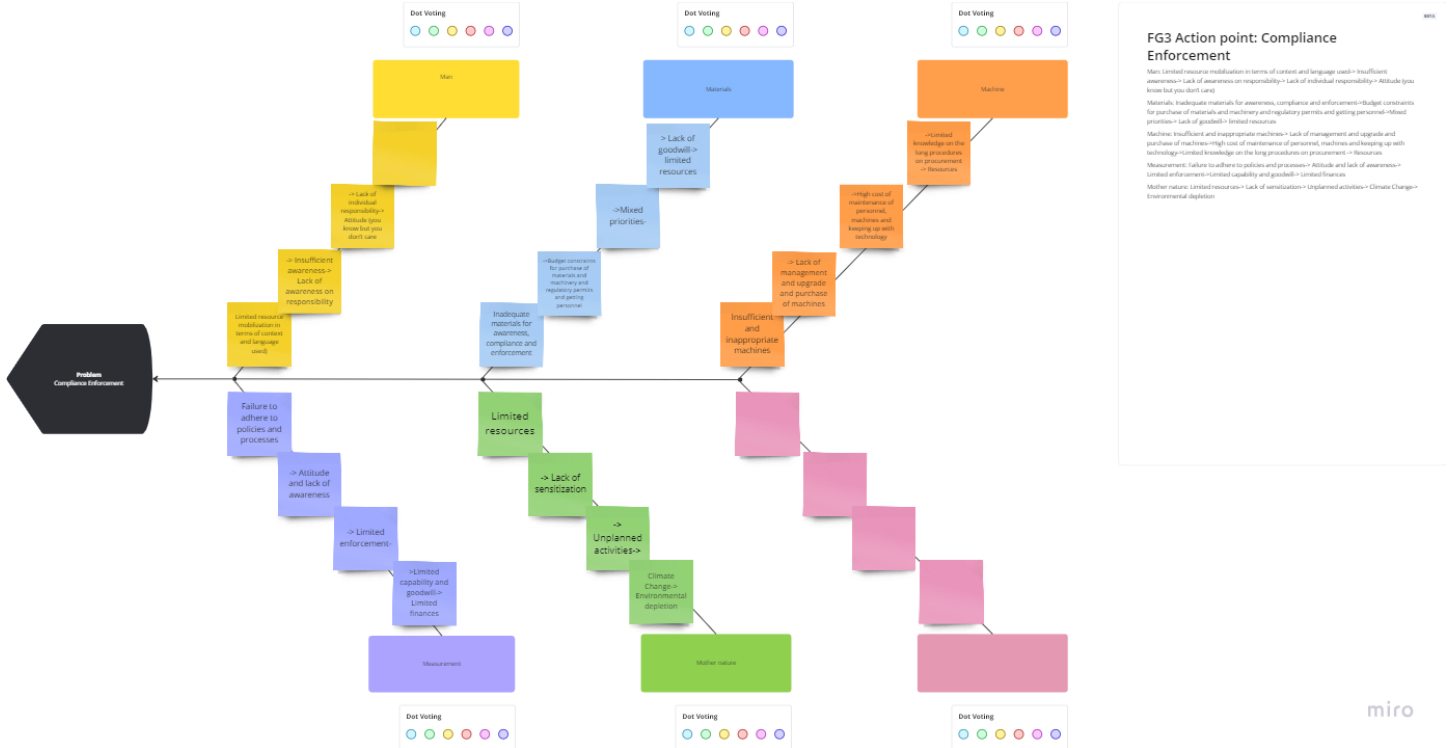 Dot Voting
Dot Voting
Dot Voting
miro
FG3 Action point: Compliance
Enforcement
Man: Limited resource mobilization in terms of context and language used-> Insufficient
awareness-> Lack of awareness on responsibility-> Lack of individual responsibility-> Attitude (you
know but you don't care)
Materials: Inadequate materials for awareness, compliance and enforcement->Budget constraints
for purchase of materials and machinery and regulatory permits and getting personnel->Mixed
priorities-> Lack of goodwill-> limited resources
Machine: Insufficient and inappropriate machines-> Lack of management and upgrade and
purchase of machines->High cost of maintenance of personnel, machines and keeping up with
technology->Limited knowledge on the long procedures on procurement-> Resources
Measurement: Failure to adhere to policies and processes-> Attitude and lack of awareness->
Limited enforcement->Limited capability and goodwill-> Limited finances
Mother nature: Limited resources-> Lack of sensitization-> Unplanned activities-> Climate Change->
Environmental depletion
Man
Materials
Machine
-> Lack of
individual
responsibility->
Attitude (you
know but you
don't care
-> Insufficient
awareness->
Lack of
awareness on
responsibility
Limited resource
mobilization in
terms of context
and language
used)
> Lack of
goodwill->
limited
resources
->Mixed
priorities-
->Budget constraints
for purchase of
materials and
machinery and
regulatory permits
and getting
personnel
Inadequate
materials for
awareness,
compliance and
enforcement
->Limited
knowledge on the
long procedures
on procurement
-> Resources
->High cost of
maintenance of
personnel,
machines and
keeping up with
technology
-> Lack of
management
and upgrade
and purchase
of machines
Insufficient
and
inappropriate
machines
Problem
Compliance Enforcement
Failure to
adhere to
policies and
processes
-> Attitude
and lack of
awareness
-> Limited
enforcement-
>Limited
capability and
goodwill->
Limited
finances
Limited
resources
-> Lack of
sensitization
->
Unplanned
activities->
Climate
Change->
Environmental
depletion
Measurement
Mother nature
Dot Voting
Dot Voting
Dot Voting
miro